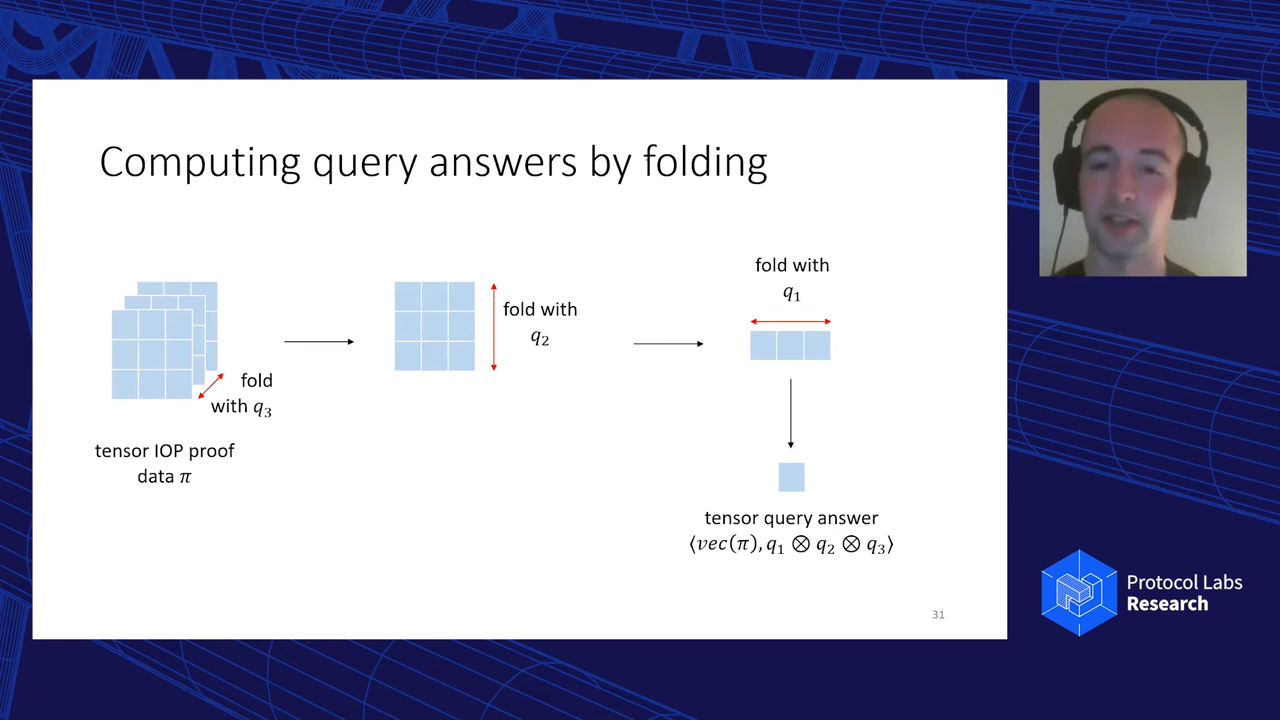 Computing query answers by folding
fold
with q₃
tensor IOP proof
data π
fold with
q₂
fold with
q₁
tensor query answer
⟨vec(π), q₁ ⊗ q₂ ⊗ q₃⟩
31
Protocol Labs
Research